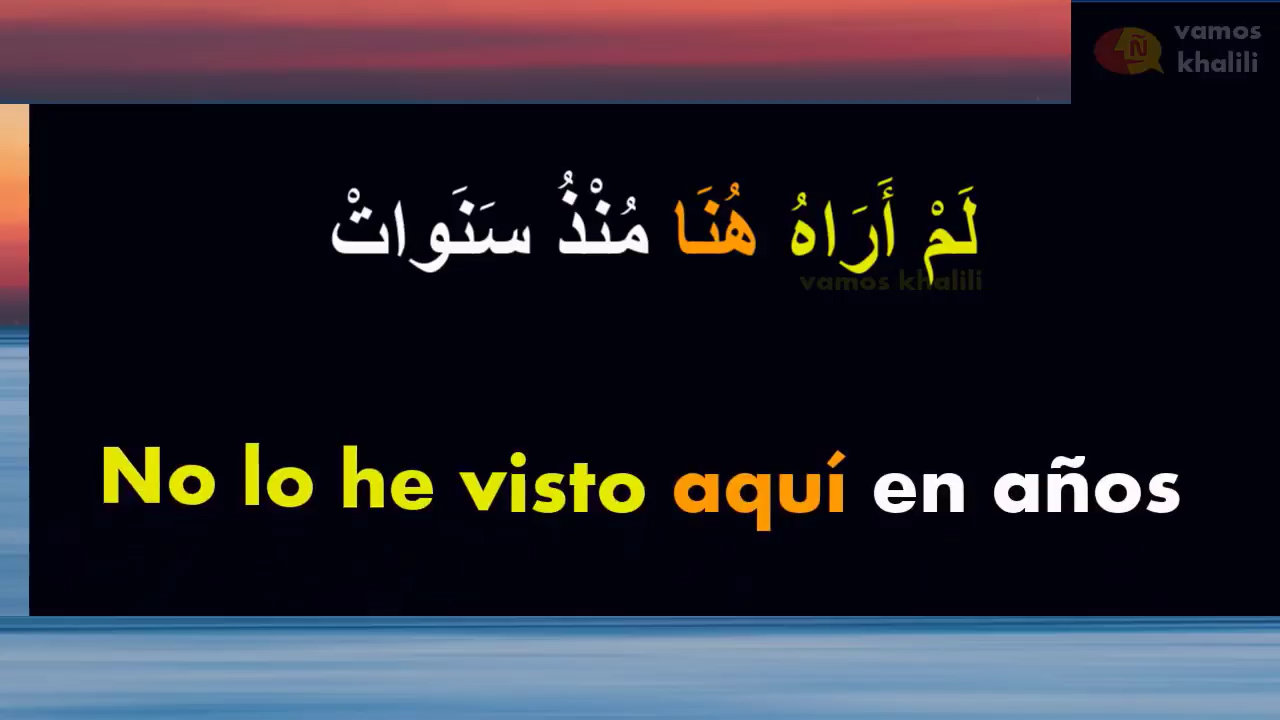 vamos
khalili
Ñ
لَمْ أَرَاهُ هُنَا مُنْذُ سَنَواتْ
vamos khalili
No lo he visto aquí en años